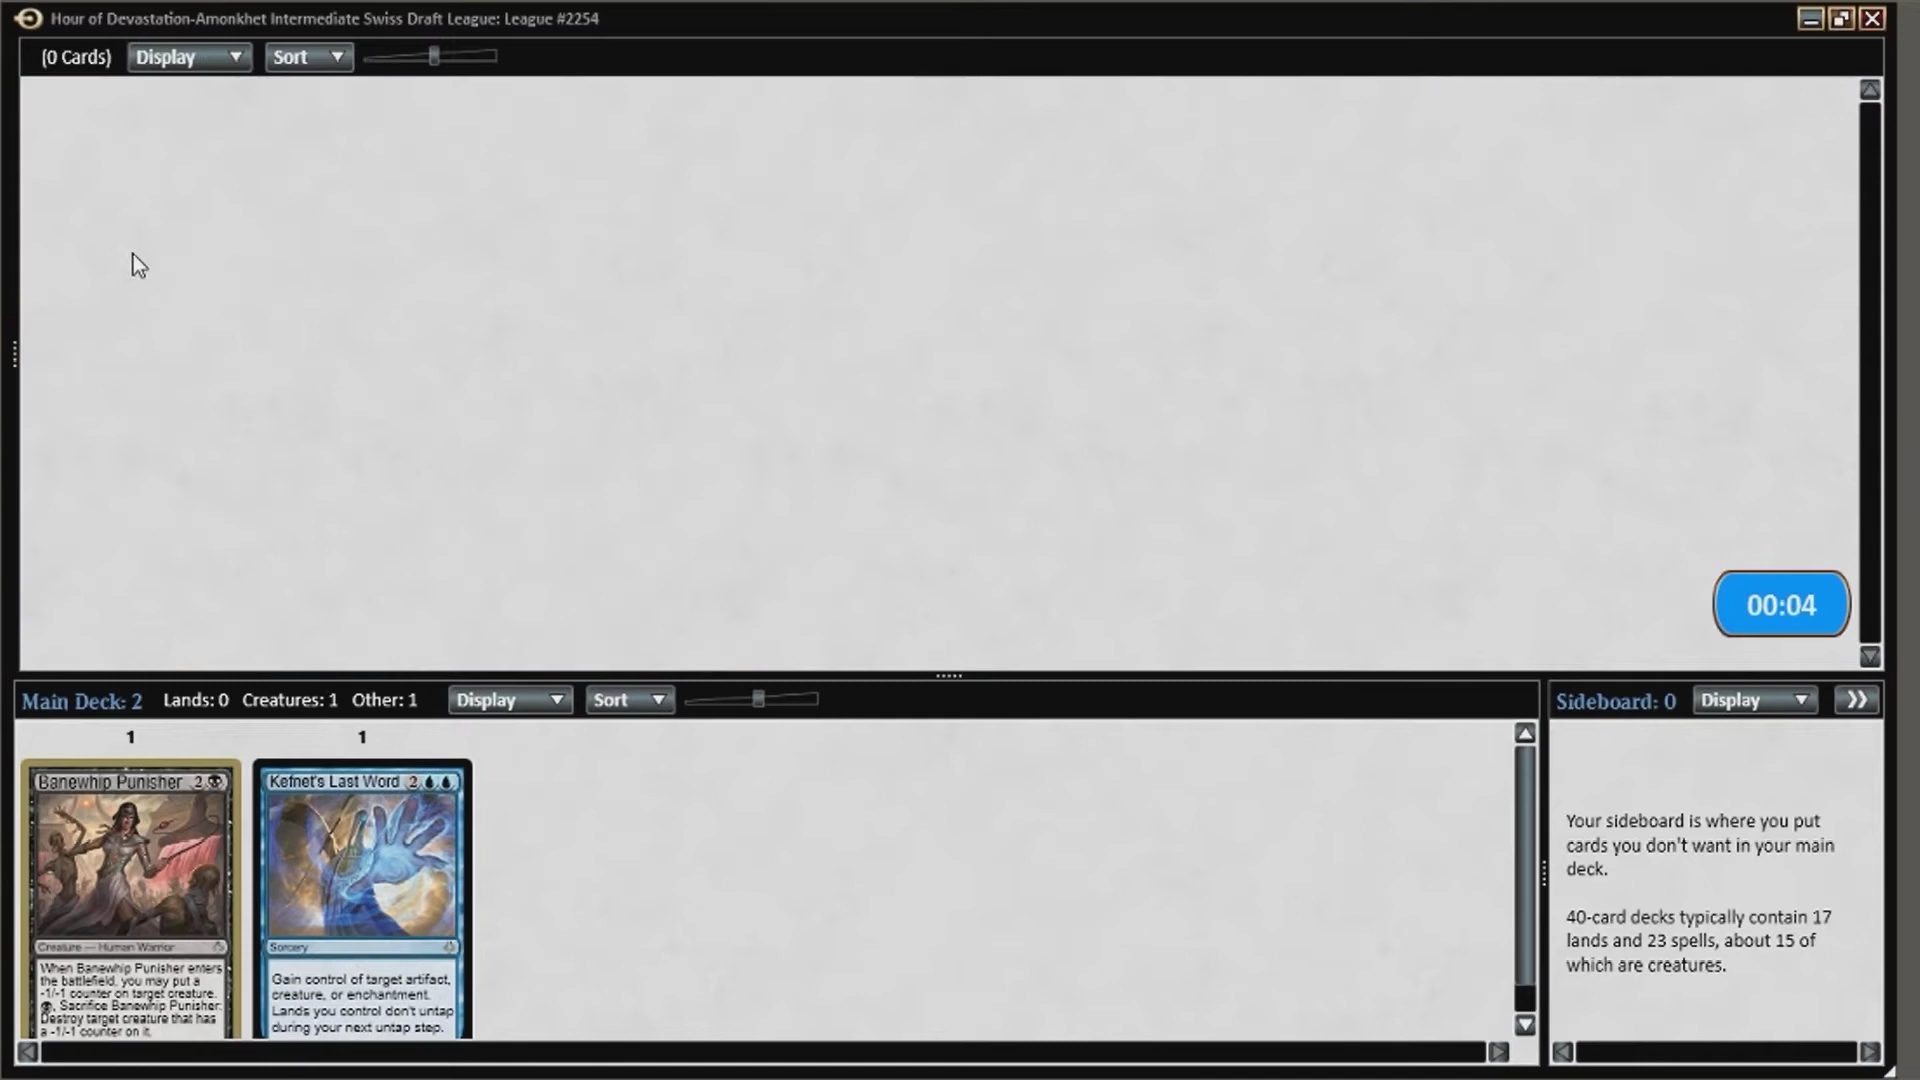 Hour of Devastation-Amonkhet Intermediate Swiss Draft League: League #2254
(0 Cards) Display Sort
00:04
Main Deck: 2 Lands: 0 Creatures: 1 Other: 1 Display Sort
Sideboard: 0 Display
1 1
Banewhip Punisher 2
Creature — Human Warrior
When Banewhip Punisher enters
the battlefield, you may put a
-1/-1 counter on target creature.
, Sacrifice Banewhip Punisher:
Destroy target creature that has
a -1/-1 counter on it.
Kefnet's Last Word 2
Sorcery
Gain control of target artifact,
creature, or enchantment.
Lands you control don't untap
during your next untap step.
Your sideboard is where you put
cards you don't want in your main
deck.
40-card decks typically contain 17
lands and 23 spells, about 15 of
which are creatures.